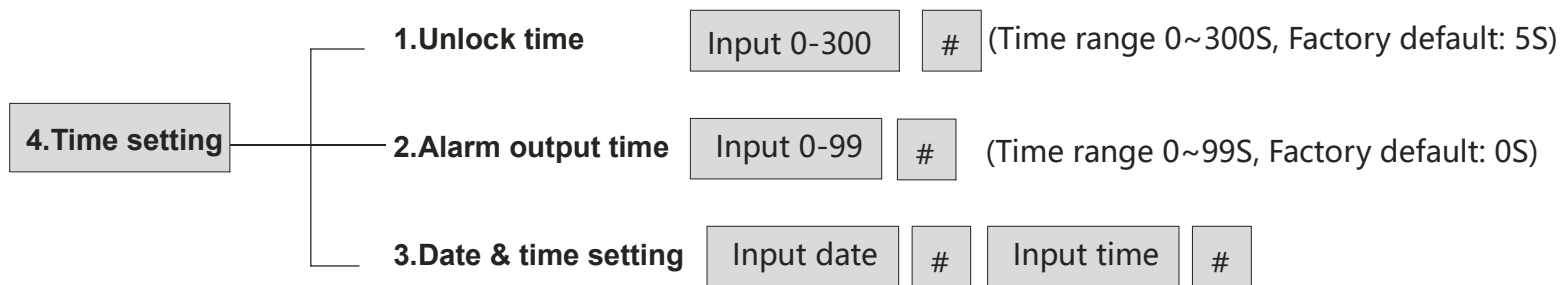 1.Unlock time Input 0-300 # (Time range 0~300S, Factory default: 5S)
4.Time setting 2.Alarm output time Input 0-99 # (Time range 0~99S, Factory default: 0S)
3.Date & time setting Input date # Input time #